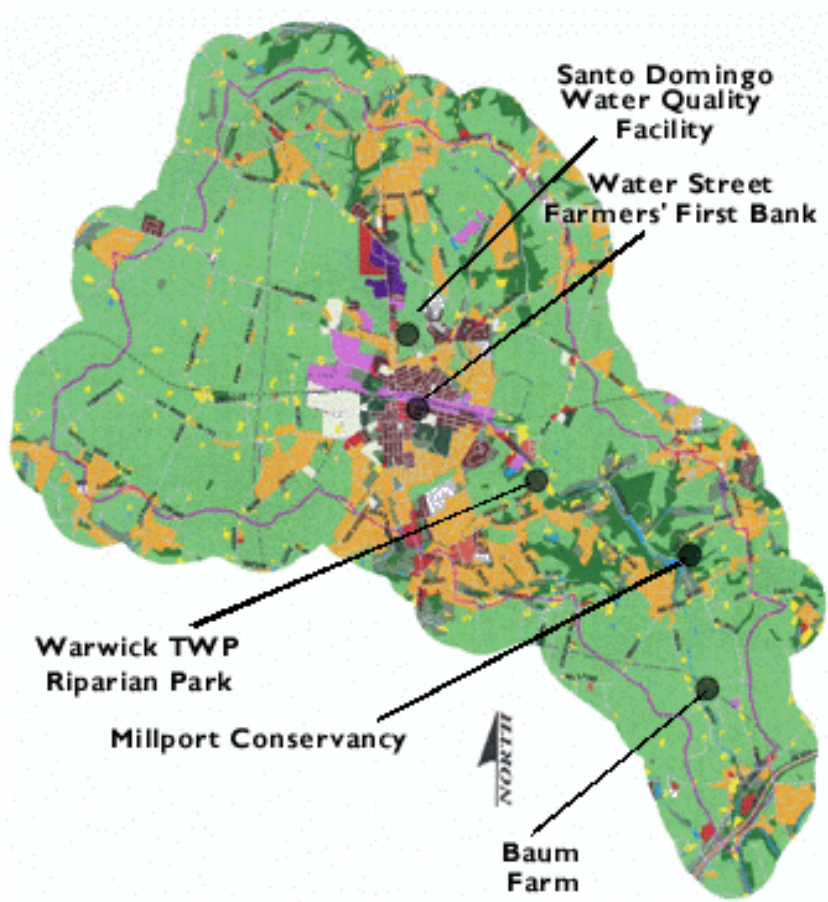 Santo Domingo
Water Quality
Facility
Water Street
Farmers' First Bank
Warwick TWP
Riparian Park
Millport Conservancy
NORTH
Baum
Farm